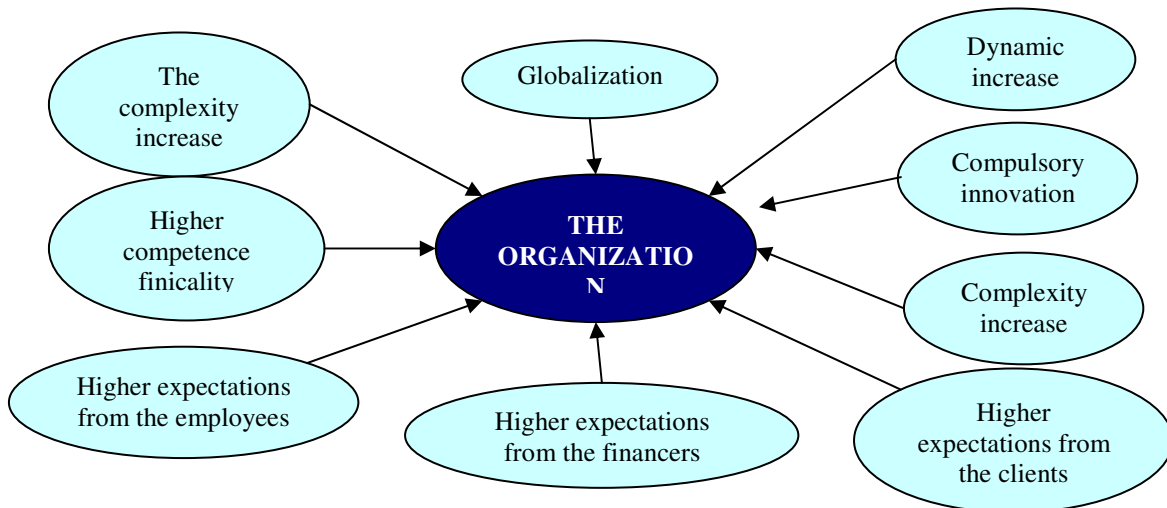 The
complexity
increase
Globalization
Dynamic
increase
Compulsory
innovation
Higher
competence
finicality
THE
ORGANIZATIO
N
Complexity
increase
Higher expectations
from the employees
Higher expectations
from the financers
Higher
expectations from
the clients